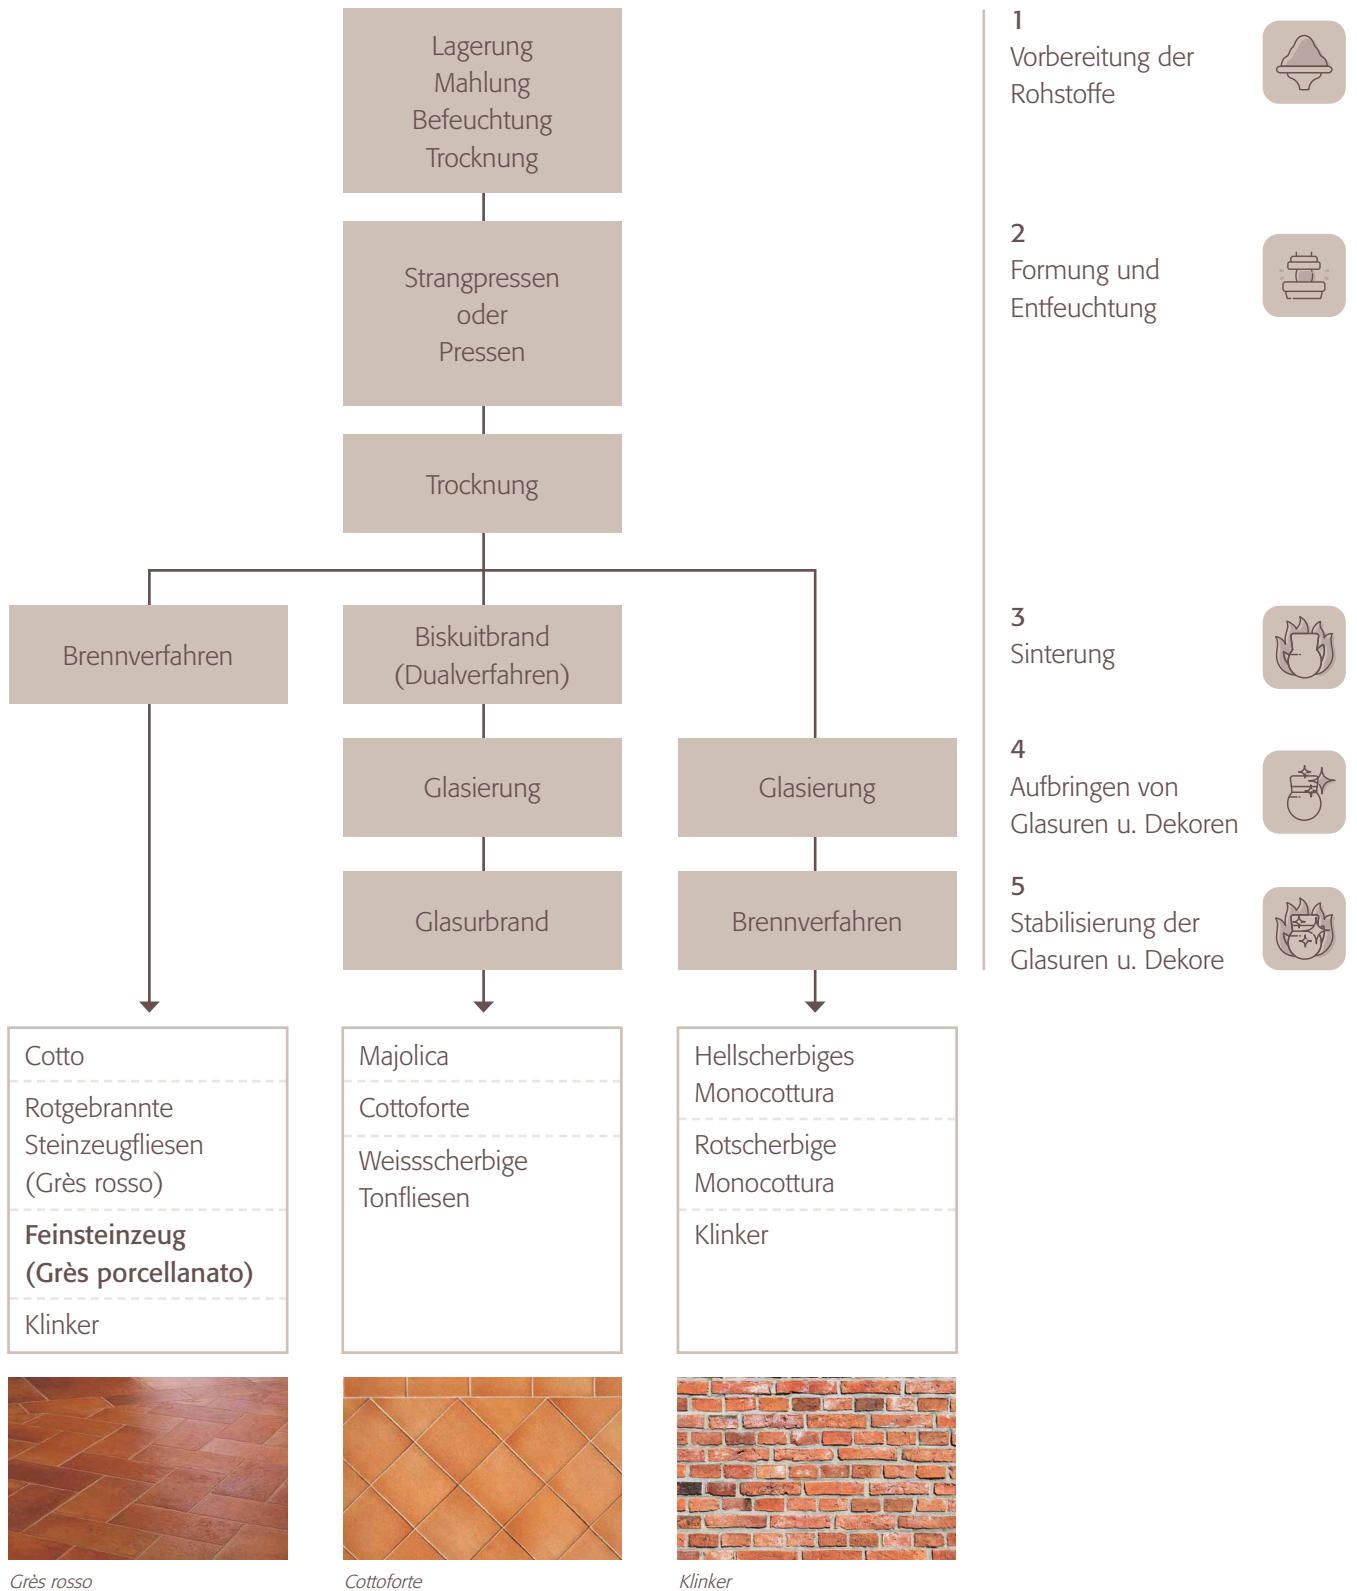 Lagerung
Mahlung
Befeuchtung
Trocknung
1
Vorbereitung der
Rohstoffe
Strangpressen
oder
Pressen
2
Formung und
Entfeuchtung
Trocknung
Brennverfahren
Biskuitbrand
(Dualverfahren)
3
Sinterung
Glasierung
Glasierung
4
Aufbringen von
Glasuren u. Dekoren
Glasurbrand
Brennverfahren
5
Stabilisierung der
Glasuren u. Dekore
Cotto
Rotgebrannte
Steinzeugfliesen
(Grès rosso)
Feinsteinzeug
(Grès porcellanato)
Klinker
Majolica
Cottoforte
Weissscherbige
Tonfliesen
Hellscherbiges
Monocottura
Rotscherbige
Monocottura
Klinker
Grès rosso
Cottoforte
Klinker